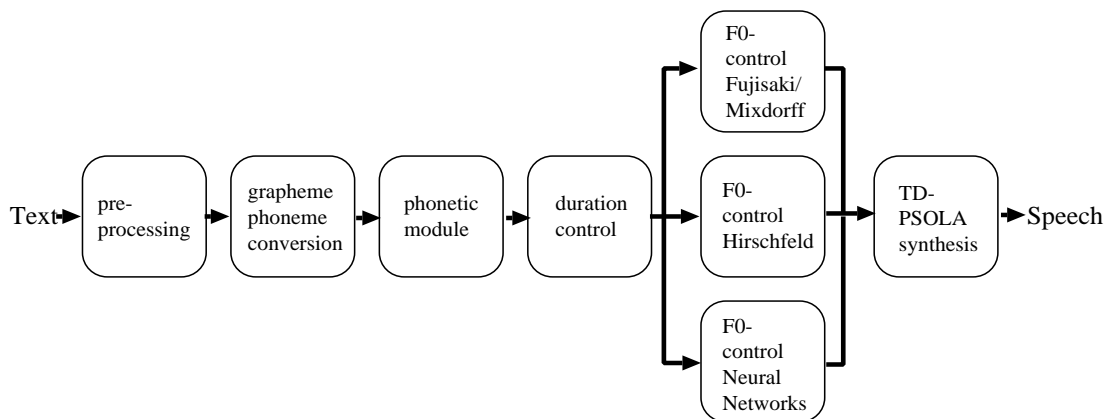 Text
pre-
processing
grapheme
phoneme
conversion
phonetic
module
duration
control
F0-
control
Fujisaki/
Mixdorff
F0-
control
Hirschfeld
F0-
control
Neural
Networks
TD-
PSOLA
synthesis
Speech